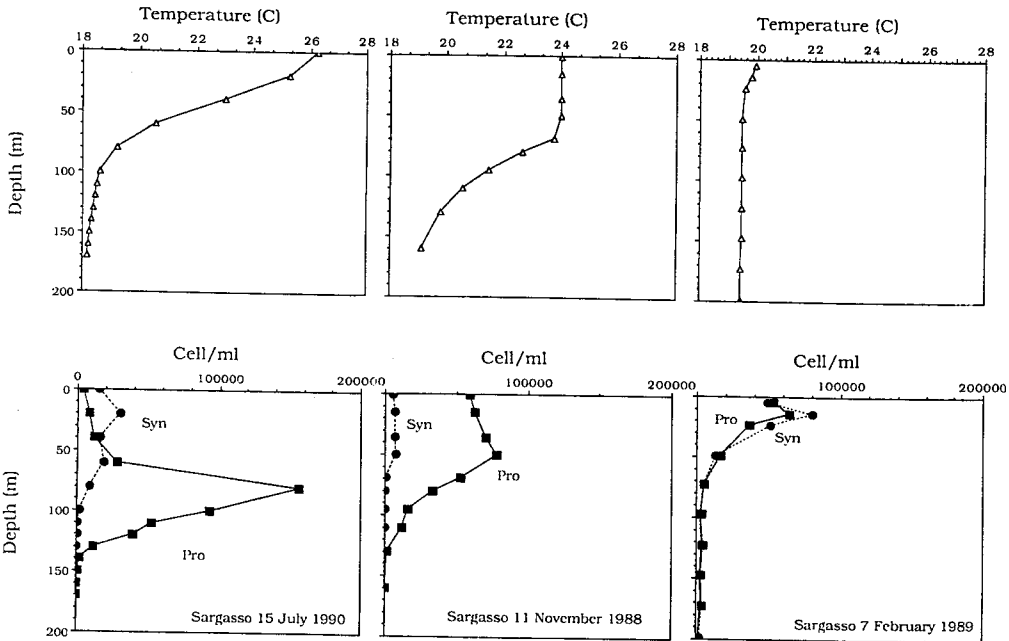 Temperature (C)
Temperature (C)
Temperature (C)
18 20 22 24 26 28
18 20 22 24 26 28
18 20 22 24 26 28
0
50
100
150
200
Depth (m)
Cell/ml
Cell/ml
Cell/ml
0 100000 200000
100000 200000
100000 200000
0
50
100
150
200
Depth (m)
Syn
Pro
Sargasso 15 July 1990
Syn
Pro
Sargasso 11 November 1988
Pro
Syn
Sargasso 7 February 1989